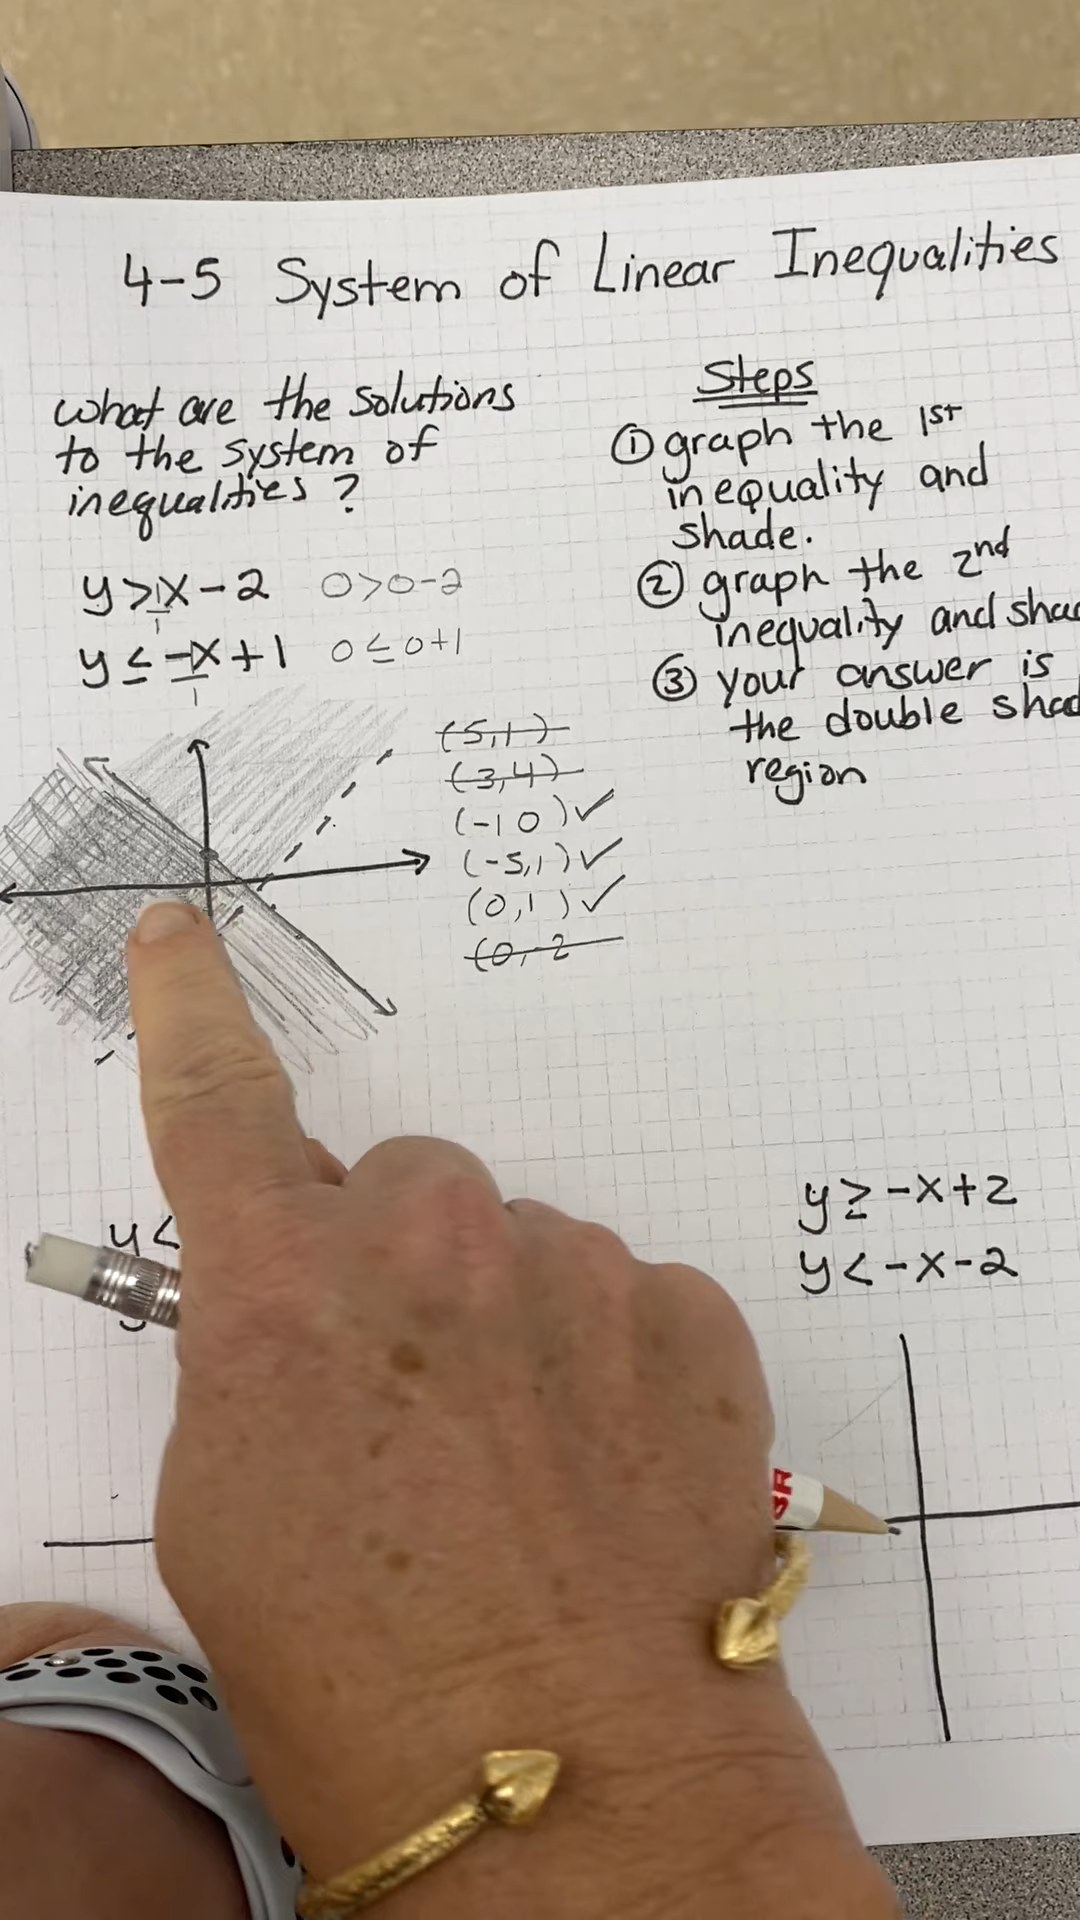 4-5 System of Linear Inequalities
what are the solutions
to the system of
inequalities ?
y > x - 2 0 > 0 - 2
1
1
y ≤ -x + 1 0 ≤ 0 + 1
1
(5,1)
(3,4)
(-1 0) ✓
(-5,1) ✓
(0,1) ✓
(0,-2
Steps
① graph the 1st
inequality and
shade.
② graph the 2nd
inequality and
③ your answer is
the double
region
y <
y ≥ -x + 2
y < -x - 2